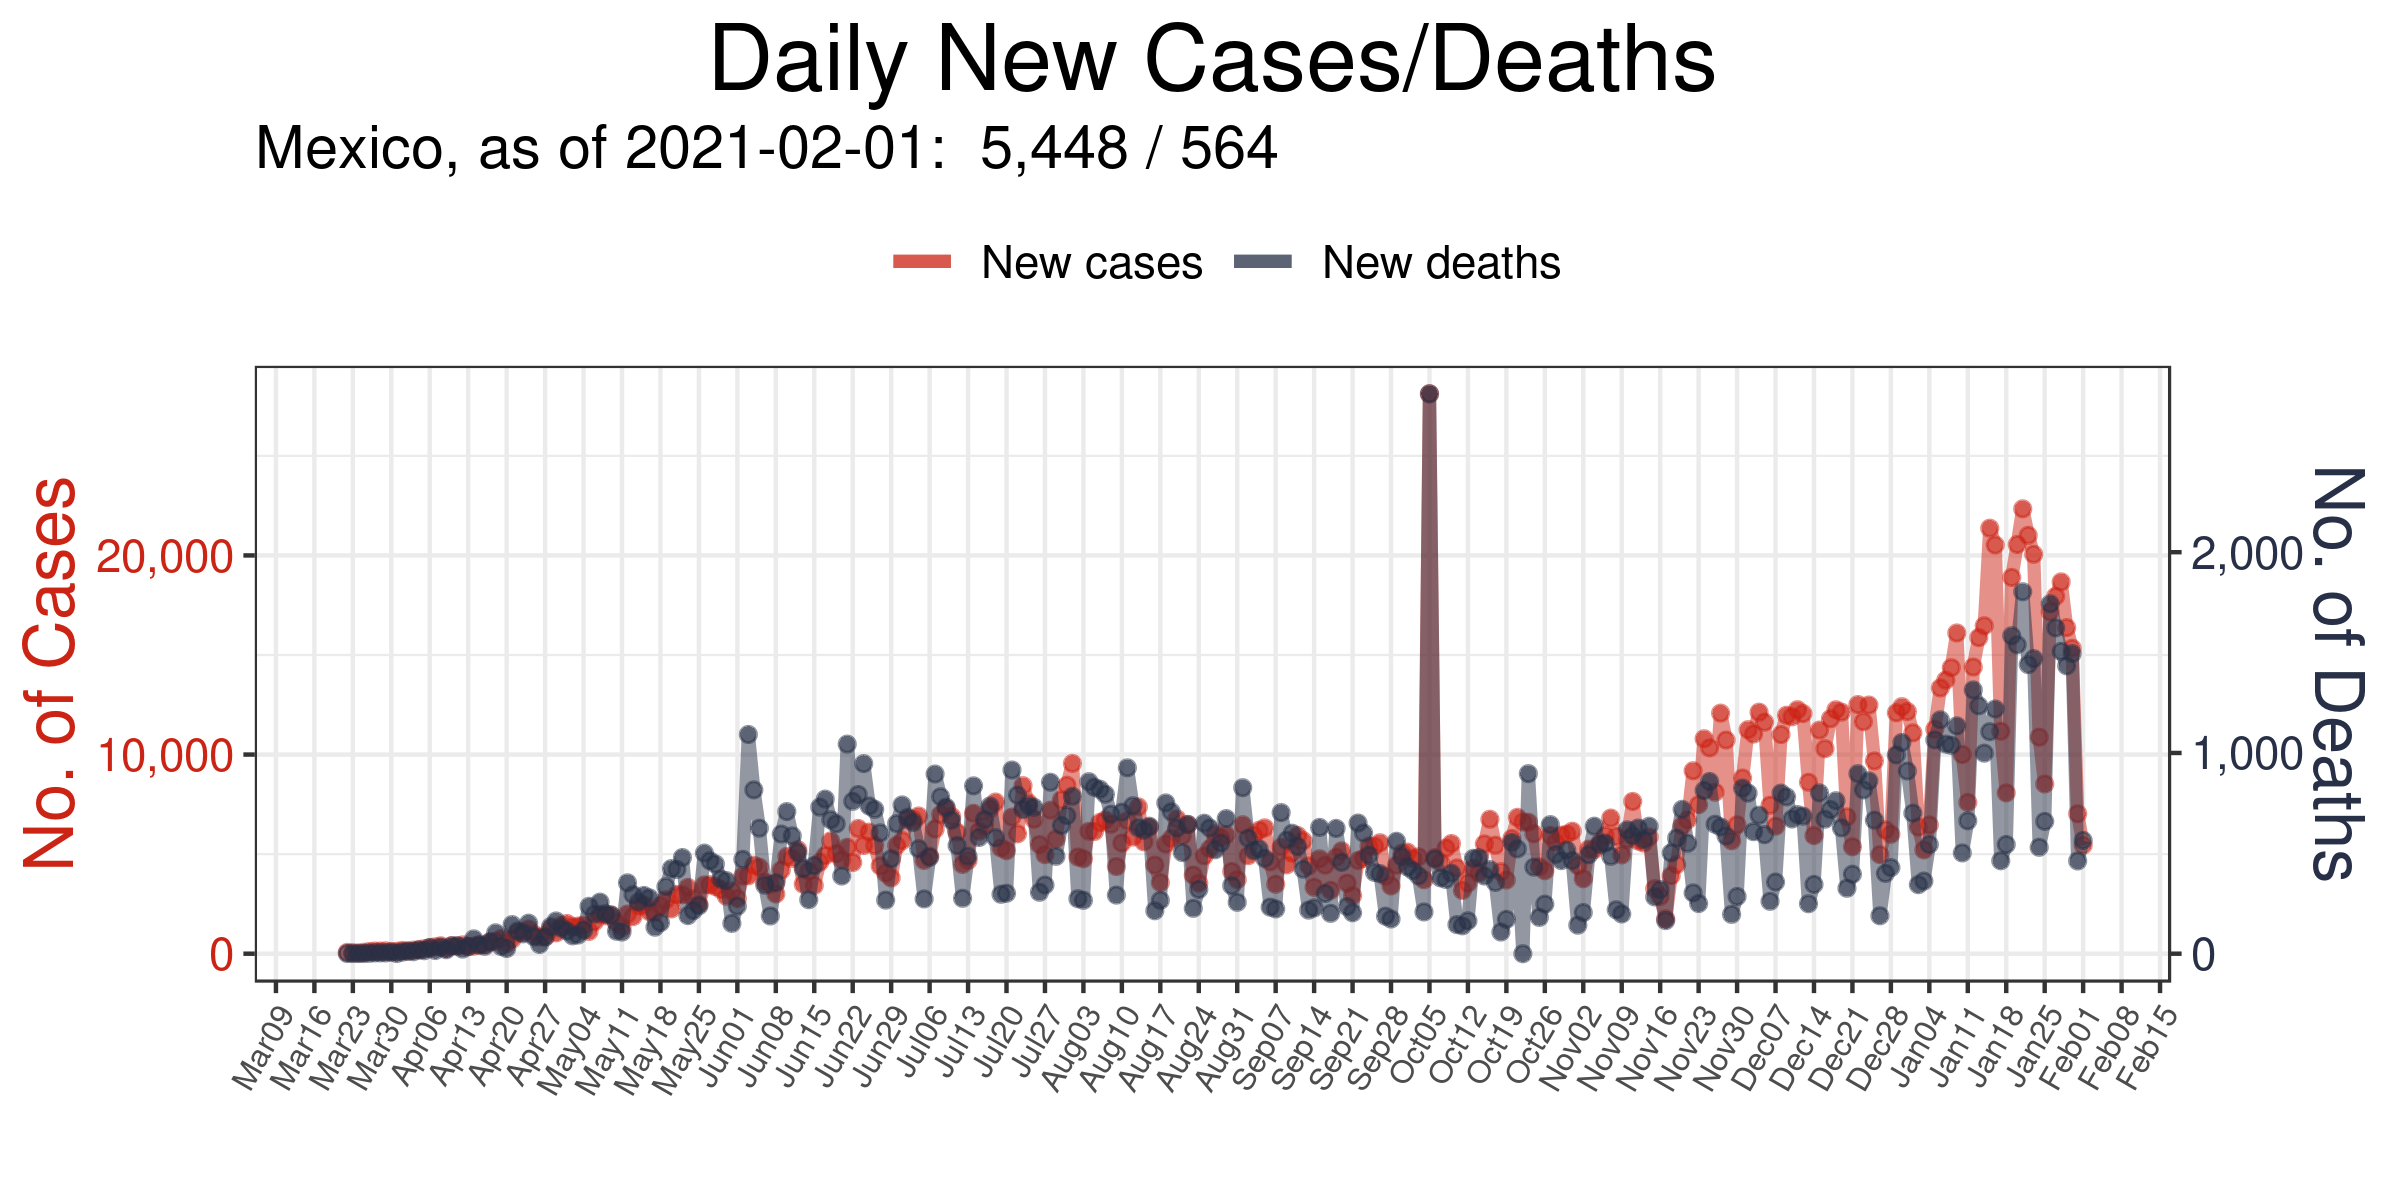 Daily New Cases/Deaths
Mexico, as of 2021-02-01:  5,448 / 564
New cases
New deaths
No. of Cases
20,000
10,000
0
No. of Deaths
2,000
1,000
0
Mar09
Mar16
Mar23
Mar30
Apr06
Apr13
Apr20
Apr27
May04
May11
May18
May25
Jun01
Jun08
Jun15
Jun22
Jun29
Jul06
Jul13
Jul20
Jul27
Aug03
Aug10
Aug17
Aug24
Aug31
Sep07
Sep14
Sep21
Sep28
Oct05
Oct12
Oct19
Oct26
Nov02
Nov09
Nov16
Nov23
Nov30
Dec07
Dec14
Dec21
Dec28
Jan04
Jan11
Jan18
Jan25
Feb01
Feb08
Feb15